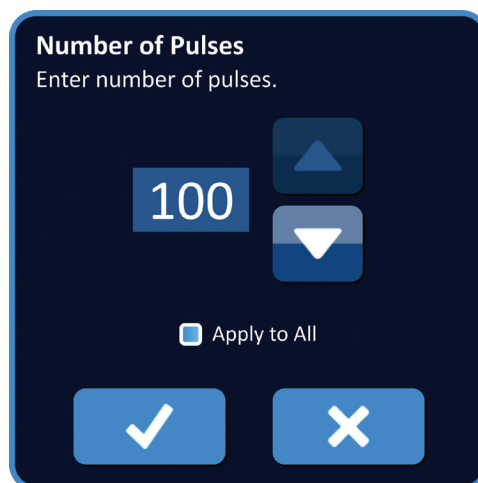 Number of Pulses
Enter number of pulses.
100
Apply to All